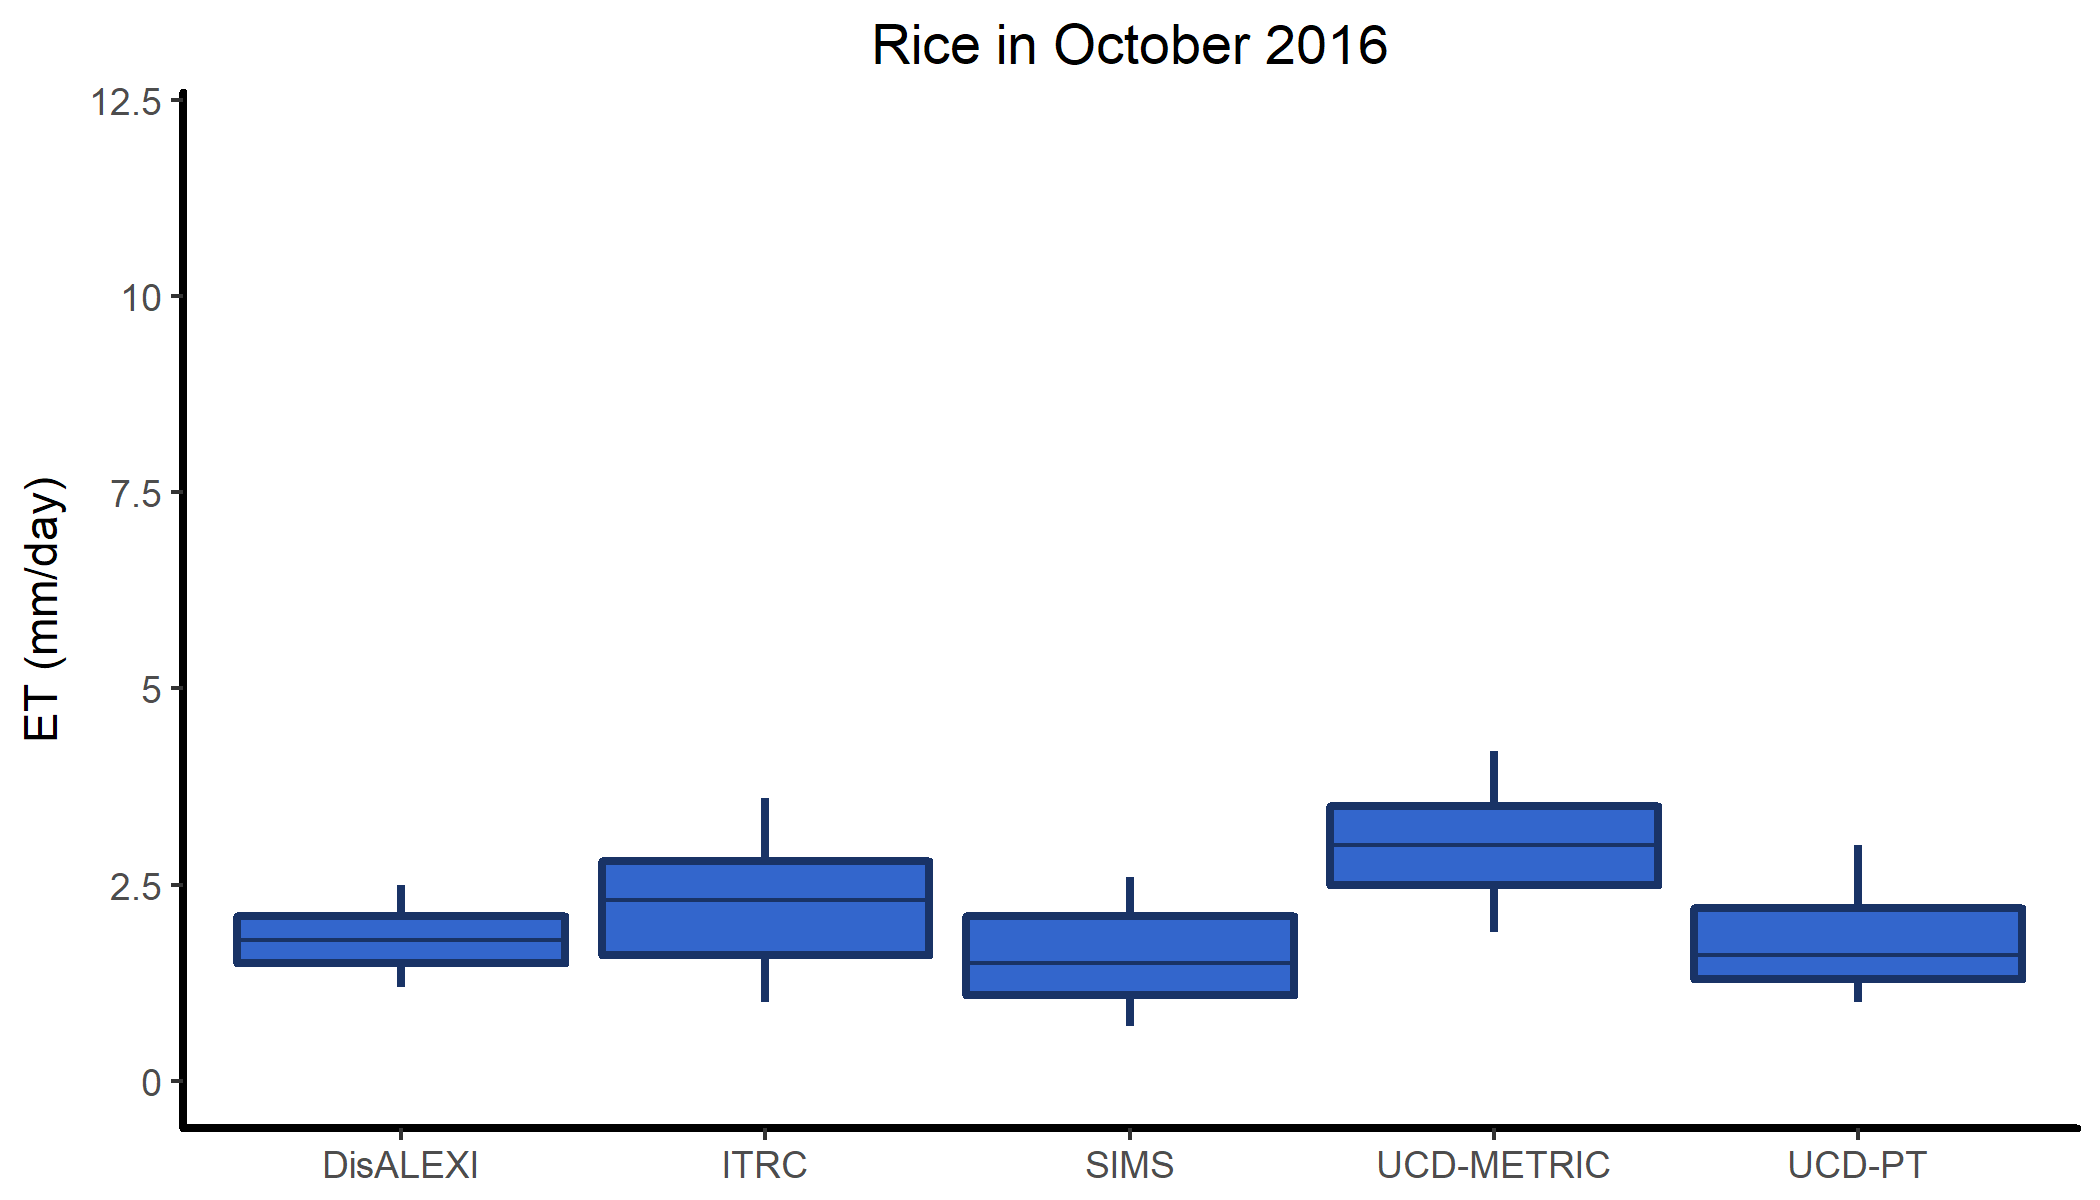 Rice in October 2016
ET (mm/day)
12.5
10
7.5
5
2.5
0
DisALEXI
ITRC
SIMS
UCD-METRIC
UCD-PT